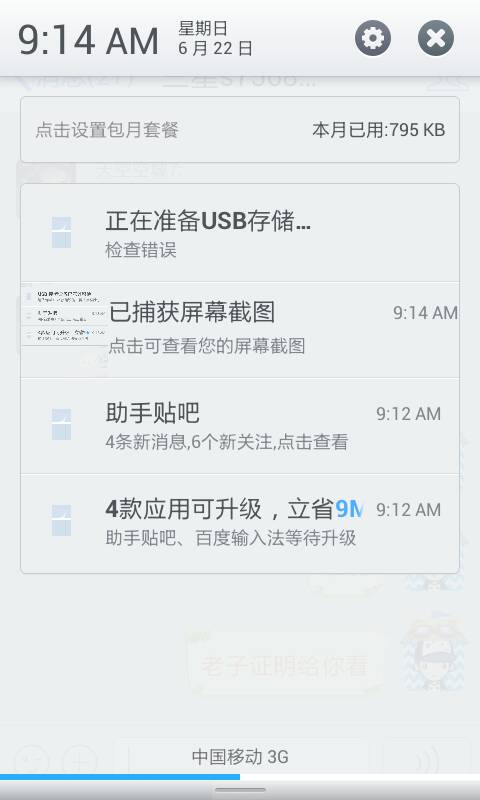 9:14 AM
星期日
6 月 22 日
点击设置包月套餐
本月已用:795 KB
正在准备USB存储...
检查错误
已捕获屏幕截图
9:14 AM
点击可查看您的屏幕截图
助手贴吧
9:12 AM
4条新消息,6个新关注,点击查看
4款应用可升级，立省9M
9:12 AM
助手贴吧、百度输入法等待升级
老子证明给你看
中国移动 3G